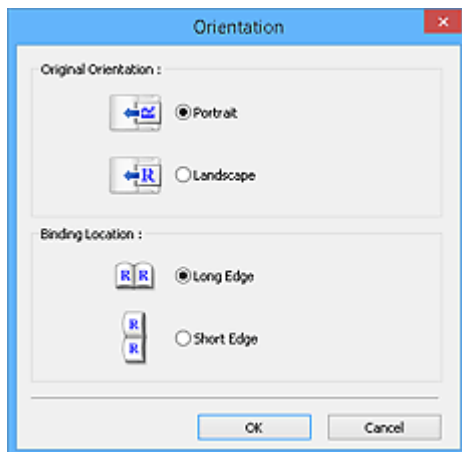 Orientation
Original Orientation :
R
Portrait
R
Landscape
Binding Location :
R R
Long Edge
R
R
Short Edge
OK Cancel